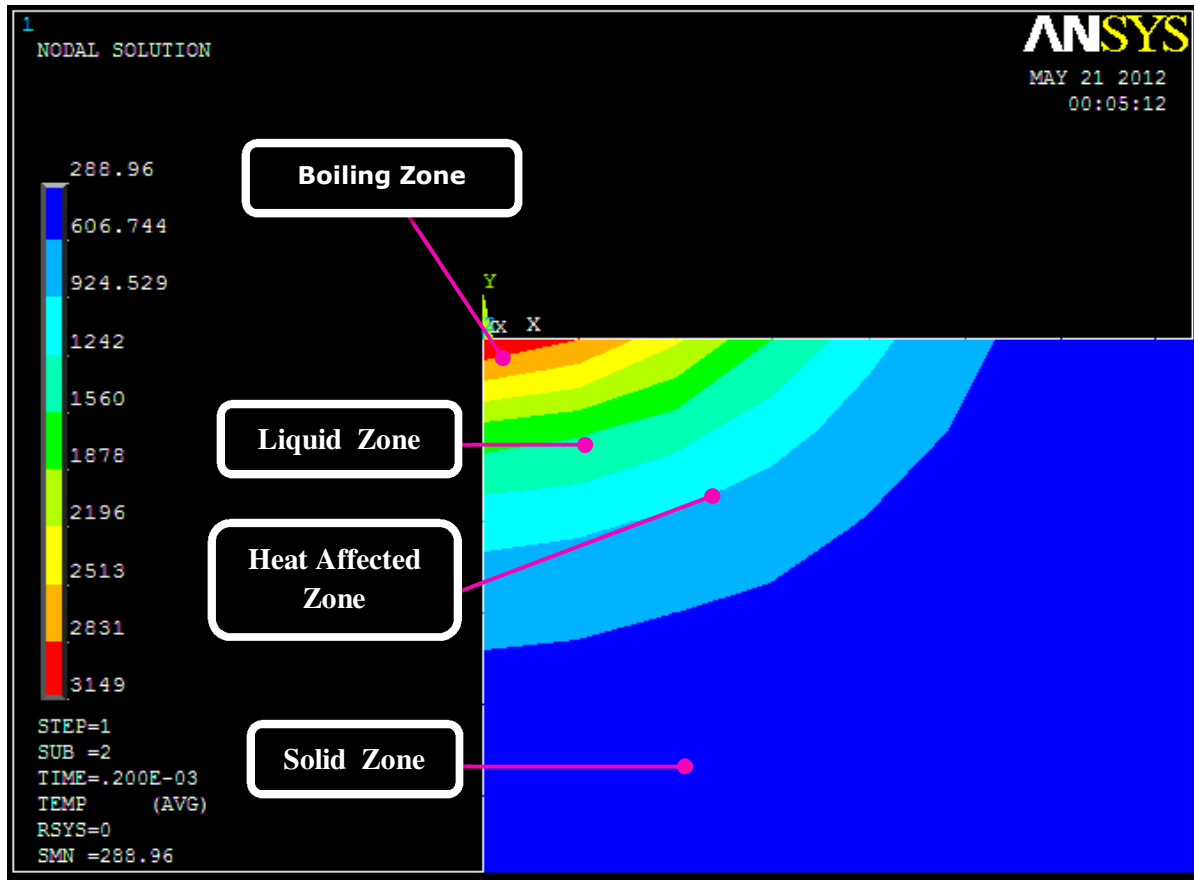 1
NODAL SOLUTION
ANSYS
MAY 21 2012
00:05:12
288.96
606.744
924.529
1242
1560
1878
2196
2513
2831
3149
Boiling Zone
Y
X
Liquid Zone
Heat Affected
Zone
Solid Zone
STEP=1
SUB =2
TIME=.200E-03
TEMP (AVG)
RSYS=0
SMN =288.96